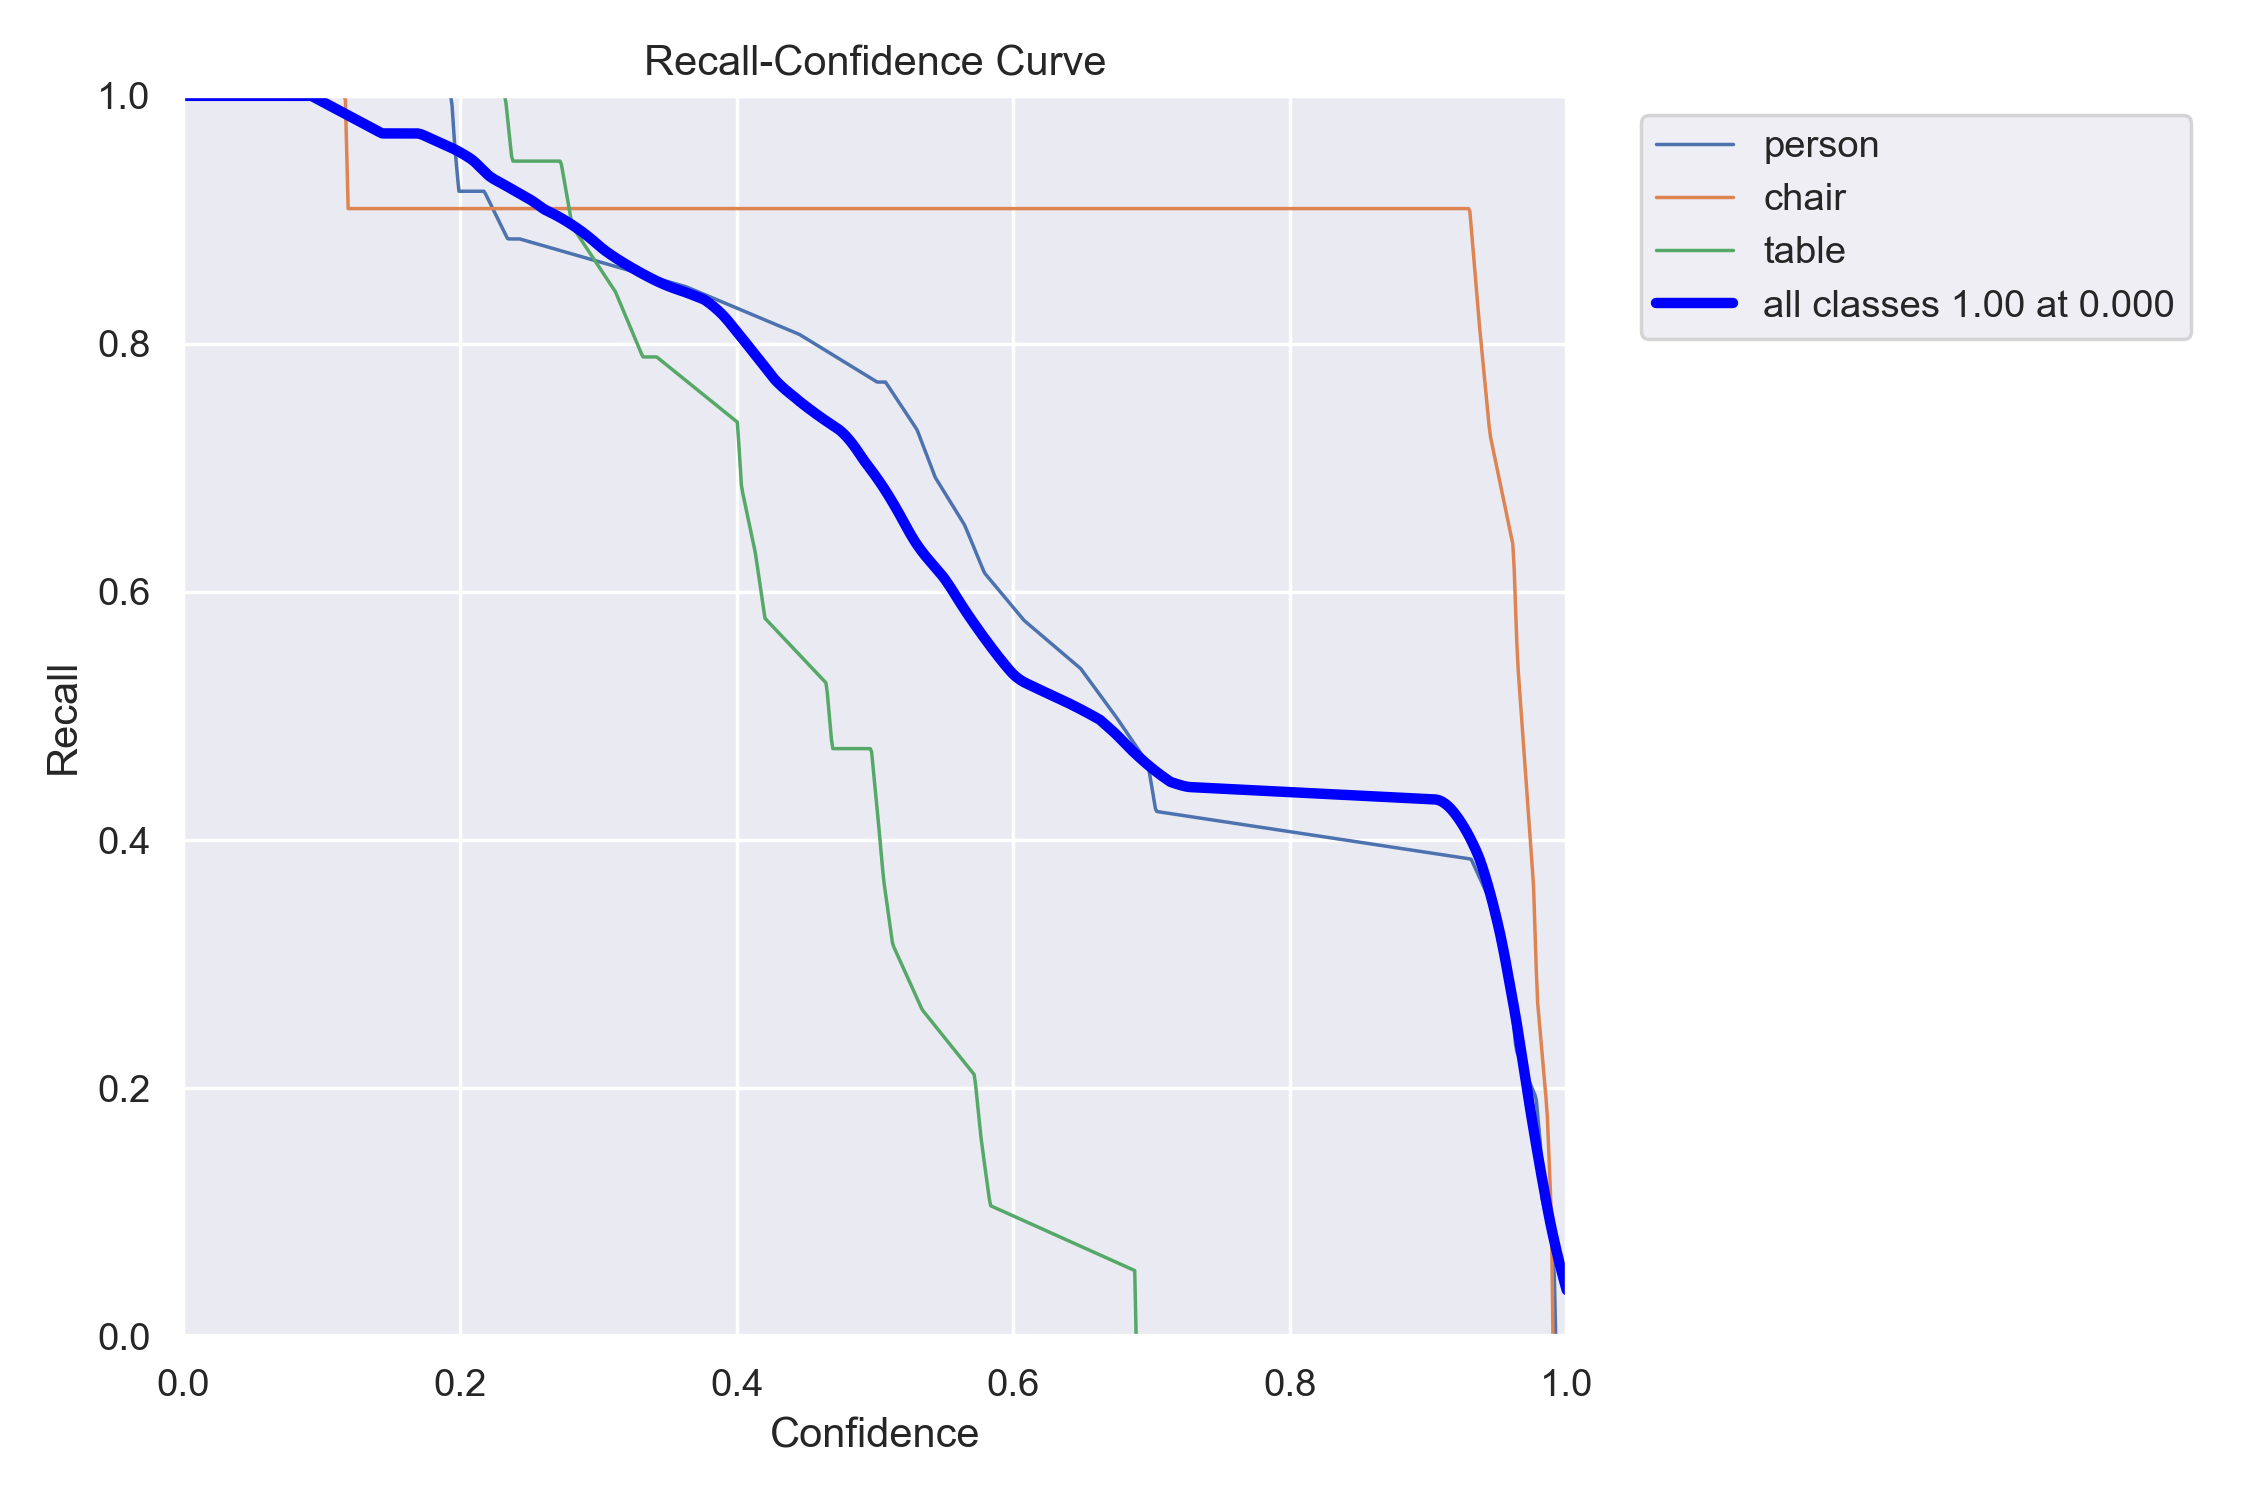 Recall-Confidence Curve
1.0
0.8
0.6
0.4
0.2
0.0
Recall
0.0 0.2 0.4 0.6 0.8 1.0
Confidence
person
chair
table
all classes 1.00 at 0.000